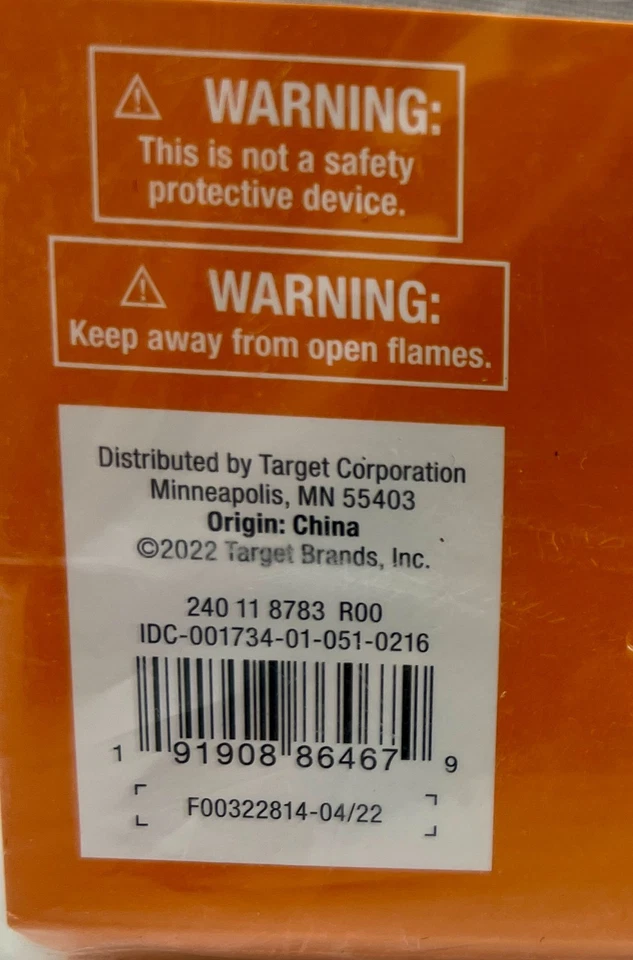 ⚠ WARNING:
This is not a safety
protective device.
⚠ WARNING:
Keep away from open flames.
Distributed by Target Corporation
Minneapolis, MN 55403
Origin: China
©2022 Target Brands, Inc.
240 11 8783 R00
IDC-001734-01-051-0216
1 91908 86467 9
F00322814-04/22